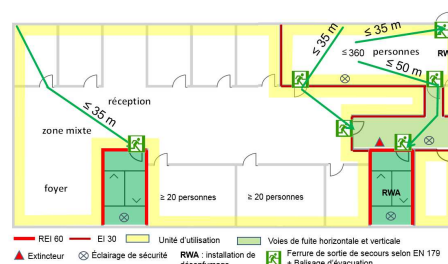 ≤ 35 m
≤ 35 m
≤360 personnes
RW
≤ 50 m
≤ 35 m
réception
zone mixte
foyer
≥ 20 personnes
≥ 20 personnes
RWA
REI 60
EI 30
Unité d'utilisation
Voies de fuite horizontale et verticale
Extincteur
Éclairage de sécurité
RWA : installation de
désenfumage
Ferrure de sortie de secours selon EN 179
+ Balisage d'évacuation